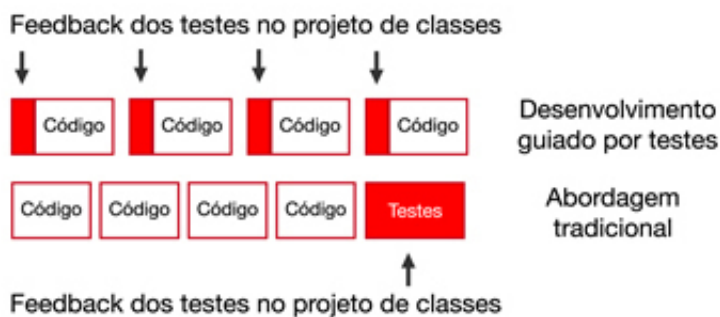 Feedback dos testes no projeto de classes
Código Código Código Código
Desenvolvimento
guiado por testes
Código Código Código Código Testes
Abordagem
tradicional
Feedback dos testes no projeto de classes